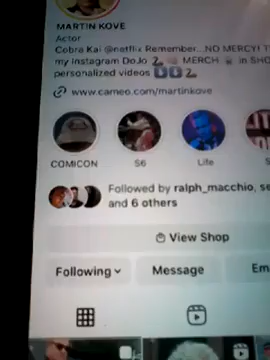 MARTIN KOVE
Actor
Cobra Kai @netflix Remember...NO MERCY!
my Instagram DoJo MERCH in
personalized videos
www.cameo.com/martinkove
COMICON S6 Life
Followed by ralph_macchio,
and 6 others
View Shop
Following Message